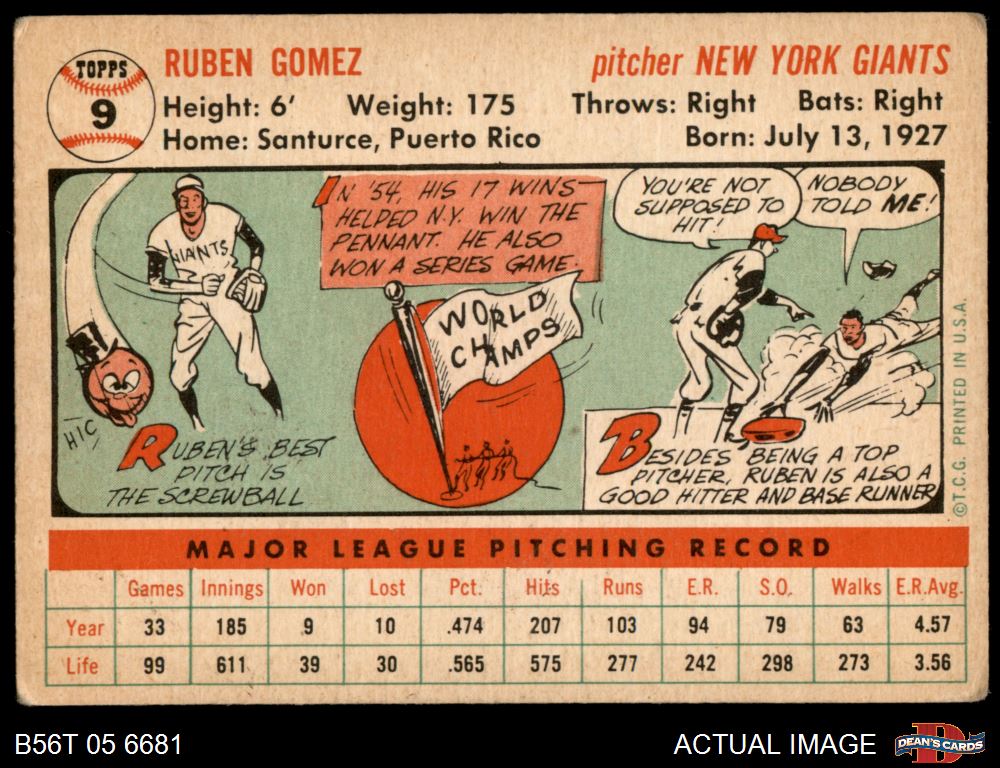 TOPPS
9
RUBEN GOMEZ
pitcher NEW YORK GIANTS
Height: 6' Weight: 175 Throws: Right Bats: Right
Home: Santurce, Puerto Rico Born: July 13, 1927
GIANTS
HIC
RUBEN'S BEST
PITCH IS
THE SCREWBALL
IN '54, HIS 17 WINS
HELPED N.Y. WIN THE
PENNANT. HE ALSO
WON A SERIES GAME.
WORLD
CHAMPS
YOU'RE NOT
SUPPOSED TO
HIT!
NOBODY
TOLD ME!
BESIDES BEING A TOP
PITCHER, RUBEN IS ALSO A
GOOD HITTER AND BASE RUNNER
©T.C.G. PRINTED IN U.S.A.
MAJOR LEAGUE PITCHING RECORD
Games Innings Won Lost Pct. Hits Runs E.R. S.O. Walks E.R.Avg.
Year 33 185 9 10 .474 207 103 94 79 63 4.57
Life 99 611 39 30 .565 575 277 242 298 273 3.56
B56T 05 6681
ACTUAL IMAGE
DEAN'S CARDS